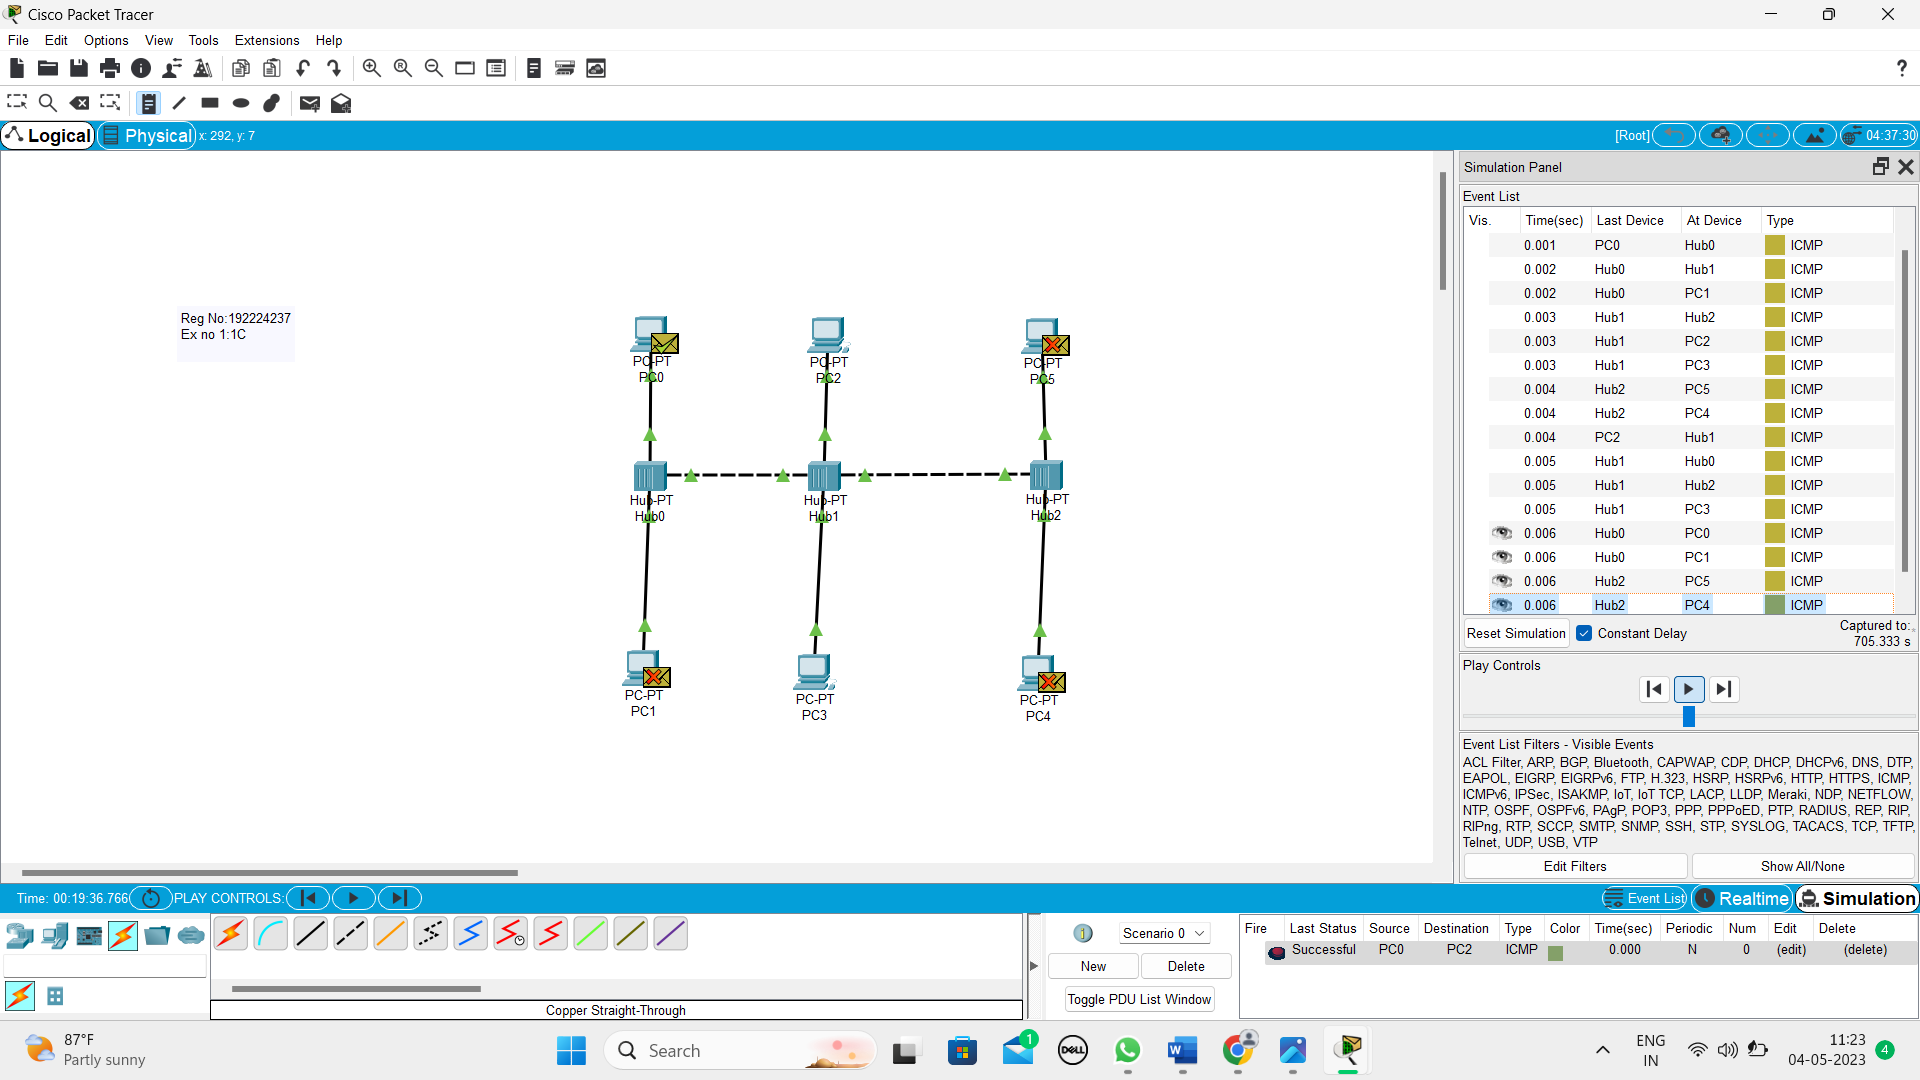 Cisco Packet Tracer
File Edit Options View Tools Extensions Help
?
Logical Physical x: 292, y: 7 [Root] 04:37:30
Simulation Panel
Event List
Vis. Time(sec) Last Device At Device Type
0.001 PC0 Hub0 ICMP
0.002 Hub0 Hub1 ICMP
0.002 Hub0 PC1 ICMP
0.003 Hub1 Hub2 ICMP
0.003 Hub1 PC2 ICMP
0.003 Hub1 PC3 ICMP
0.004 Hub2 PC5 ICMP
0.004 Hub2 PC4 ICMP
0.004 PC2 Hub1 ICMP
0.005 Hub1 Hub0 ICMP
0.005 Hub1 Hub2 ICMP
0.005 Hub1 PC3 ICMP
0.006 Hub0 PC0 ICMP
0.006 Hub0 PC1 ICMP
0.006 Hub2 PC5 ICMP
0.006 Hub2 PC4 ICMP
Reset Simulation Constant Delay Captured to:
705.333 s
Play Controls
Event List Filters - Visible Events
ACL Filter, ARP, BGP, Bluetooth, CAPWAP, CDP, DHCP, DHCPv6, DNS, DTP,
EAPOL, EIGRP, EIGRPv6, FTP, H.323, HSRP, HSRPv6, HTTP, HTTPS, ICMP,
ICMPv6, IPSec, ISAKMP, IoT, IoT TCP, LACP, LLDP, Meraki, NDP, NETFLOW,
NTP, OSPF, OSPFv6, PAgP, POP3, PPP, PPPoED, PTP, RADIUS, REP, RIP,
RIPng, RTP, SCCP, SMTP, SNMP, SSH, STP, SYSLOG, TACACS, TCP, TFTP,
Telnet, UDP, USB, VTP
Edit Filters Show All/None
Reg No:192224237
Ex no 1:1C
PC-PT
PC0
PC-PT
PC2
PC-PT
PC5
Hub-PT
Hub0
Hub-PT
Hub1
Hub-PT
Hub2
PC-PT
PC1
PC-PT
PC3
PC-PT
PC4
Time: 00:19:36.766 PLAY CONTROLS: Event List Realtime Simulation
Copper Straight-Through
1 Scenario 0
New Delete
Toggle PDU List Window
Fire Last Status Source Destination Type Color Time(sec) Periodic Num Edit Delete
Successful PC0 PC2 ICMP 0.000 N 0 (edit) (delete)
87°F
Partly sunny
Search
1
DELL
W
ENG
IN
11:23
04-05-2023
4